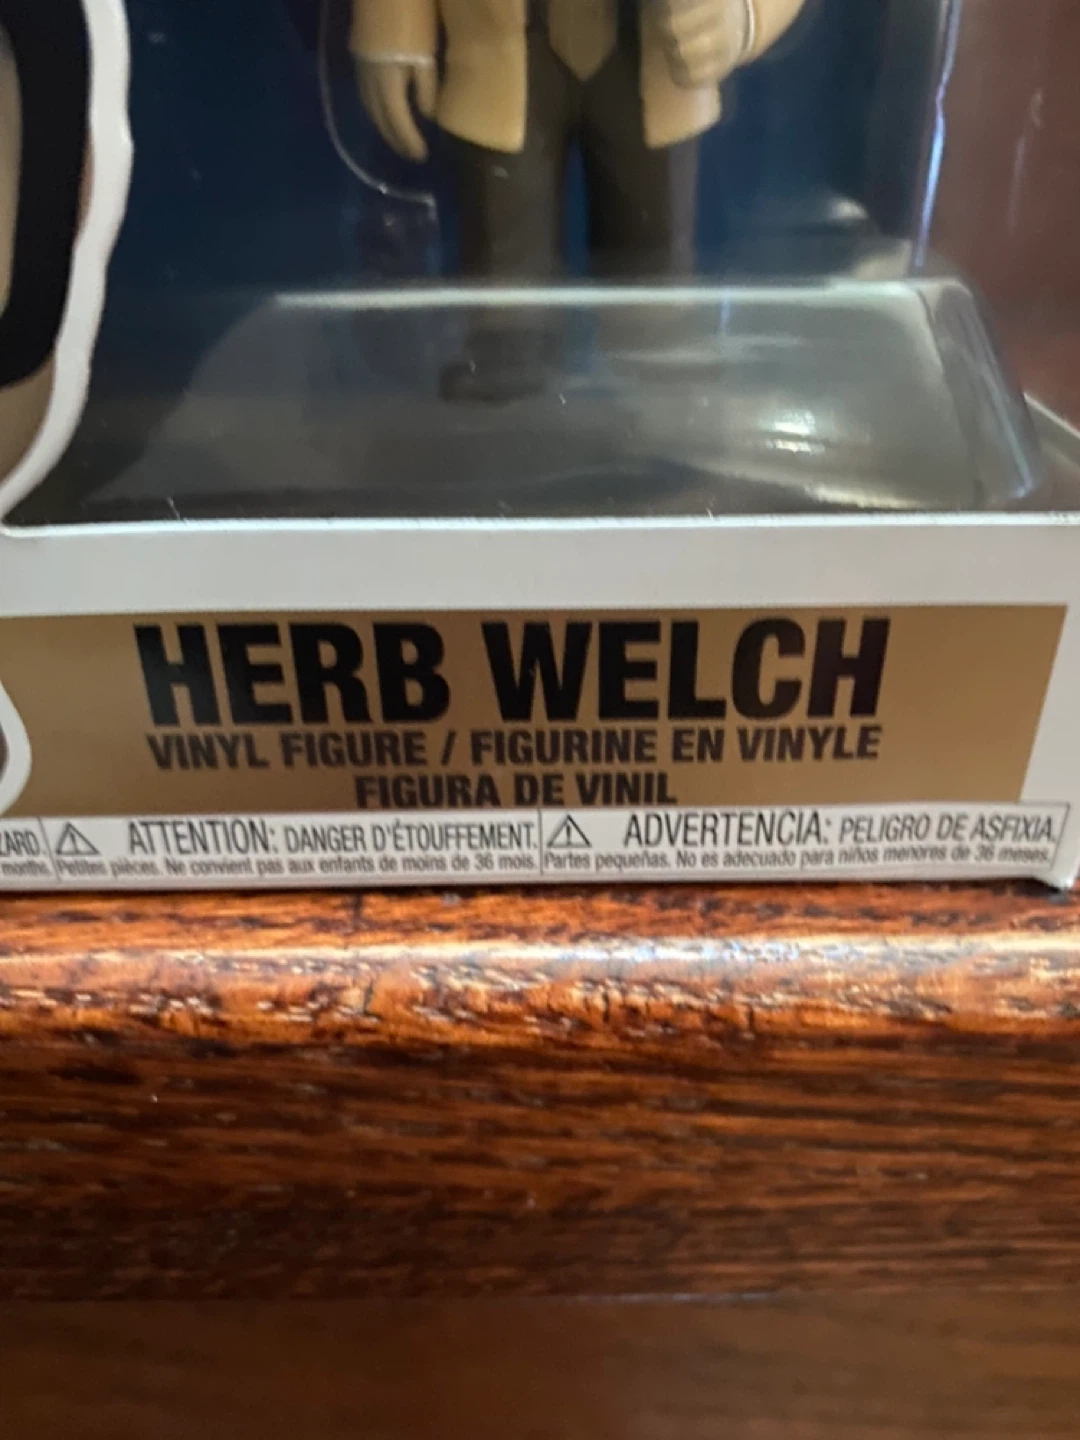 HERB WELCH
VINYL FIGURE / FIGURINE EN VINYLE
FIGURA DE VINIL
ZARD. ATTENTION: DANGER D'ÉTOUFFEMENT. ADVERTENCIA: PELIGRO DE ASFIXIA.
months. Petites pièces. Ne convient pas aux enfants de moins de 36 mois. Partes pequeñas. No es adecuado para niños menores de 36 meses.